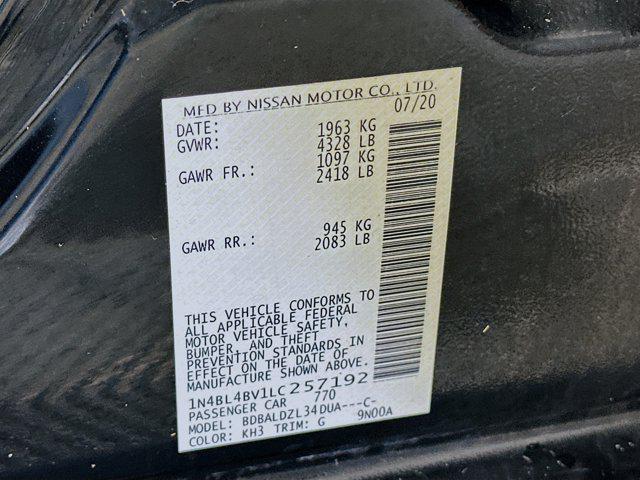 MFD BY NISSAN MOTOR CO., LTD.
DATE: 07/20
GVWR: 1963 KG
4328 LB
GAWR FR.: 1097 KG
2418 LB
GAWR RR.: 945 KG
2083 LB
THIS VEHICLE CONFORMS TO
ALL APPLICABLE FEDERAL
MOTOR VEHICLE SAFETY,
BUMPER, AND THEFT
PREVENTION STANDARDS IN
EFFECT ON THE DATE OF
MANUFACTURE SHOWN ABOVE.
1N4BL4BV1LC257192
PASSENGER CAR 770
MODEL: BDBALDZL34DUA---C-
COLOR: KH3 TRIM: G 9N00A